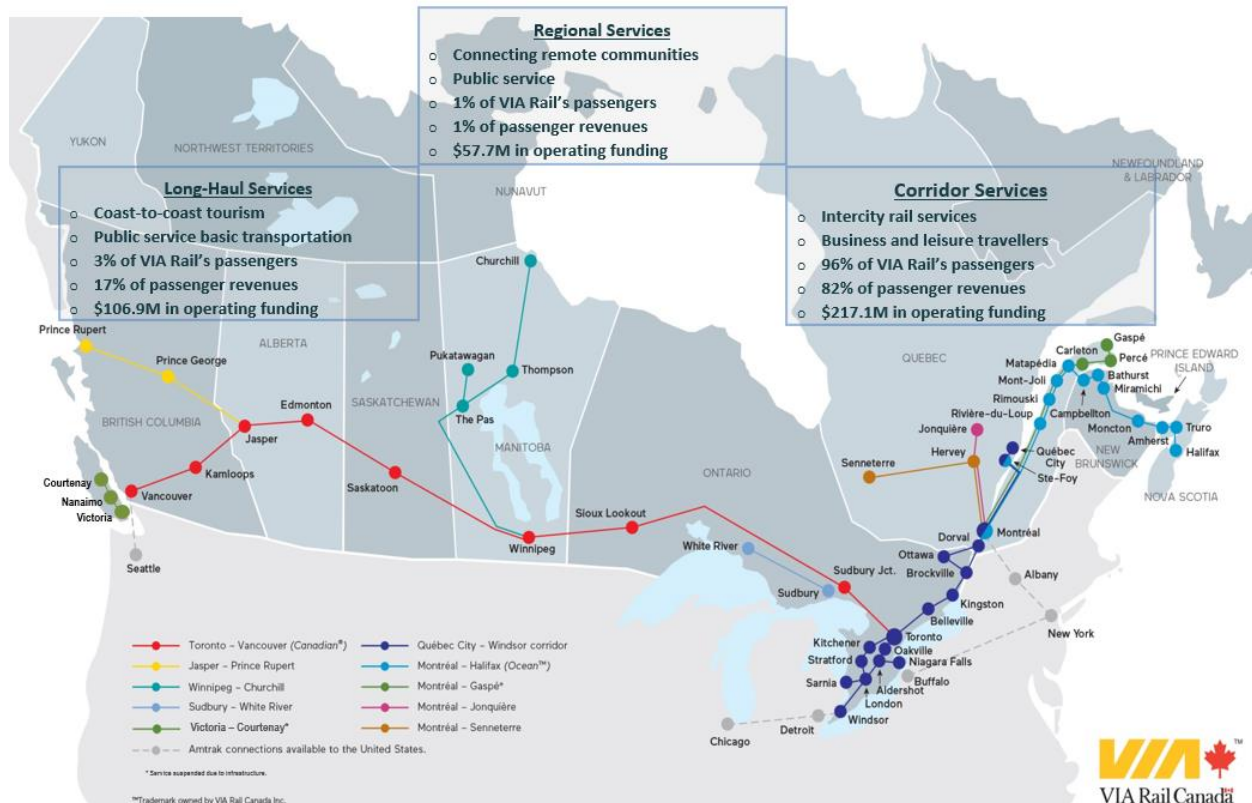 Regional Services
o Connecting remote communities
o Public service
o 1% of VIA Rail’s passengers
o 1% of passenger revenues
o $57.7M in operating funding
Long-Haul Services
o Coast-to-coast tourism
o Public service basic transportation
o 3% of VIA Rail’s passengers
o 17% of passenger revenues
o $106.9M in operating funding
Corridor Services
o Intercity rail services
o Business and leisure travellers
o 96% of VIA Rail’s passengers
o 82% of passenger revenues
o $217.1M in operating funding
YUKON
NORTHWEST TERRITORIES
NUNAVUT
NEWFOUNDLAND
& LABRADOR
BRITISH COLUMBIA
ALBERTA
SASKATCHEWAN
MANITOBA
ONTARIO
QUEBEC
PRINCE EDWARD
ISLAND
NEW
BRUNSWICK
NOVA SCOTIA
Prince Rupert
Prince George
Edmonton
Jasper
Kamloops
Vancouver
Courtenay
Nanaimo
Victoria
Seattle
Saskatoon
Churchill
Pukatawagan
Thompson
The Pas
Winnipeg
Sioux Lookout
White River
Sudbury
Sudbury Jct.
Senneterre
Jonquière
Hervey
Gaspé
Carleton
Percé
Matapédia
Bathurst
Mont-Joli
Miramichi
Rimouski
Rivière-du-Loup
Campbellton
Moncton
Amherst
Truro
Halifax
Québec
City
Ste-Foy
Montréal
Dorval
Ottawa
Brockville
Kingston
Belleville
Albany
New York
Toronto
Kitchener
Oakville
Stratford
Niagara Falls
Buffalo
Sarnia
Aldershot
London
Windsor
Detroit
Chicago
Toronto – Vancouver (Canadian®)
Jasper – Prince Rupert
Winnipeg – Churchill
Sudbury – White River
Victoria – Courtenay*
Amtrak connections available to the United States.
Québec City – Windsor corridor
Montréal – Halifax (Ocean™)
Montréal – Gaspé*
Montréal – Jonquière
Montréal – Senneterre
* Service suspended due to infrastructure.
™Trademark owned by VIA Rail Canada Inc.
VIA ™
VIA Rail Canada